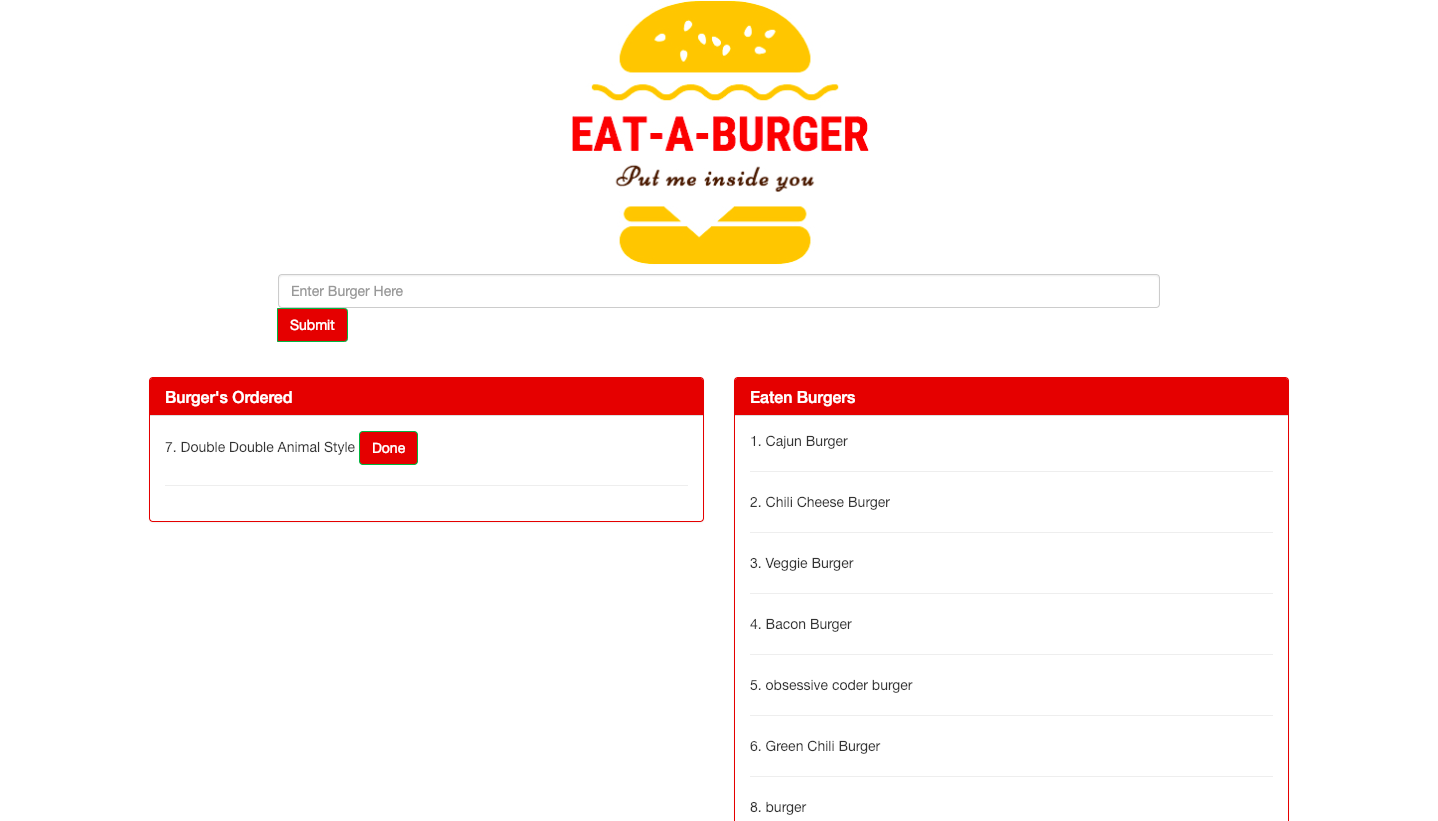 EAT-A-BURGER
Put me inside you
Enter Burger Here
Submit
Burger's Ordered
7. Double Double Animal Style Done
Eaten Burgers
1. Cajun Burger
2. Chili Cheese Burger
3. Veggie Burger
4. Bacon Burger
5. obsessive coder burger
6. Green Chili Burger
8. burger